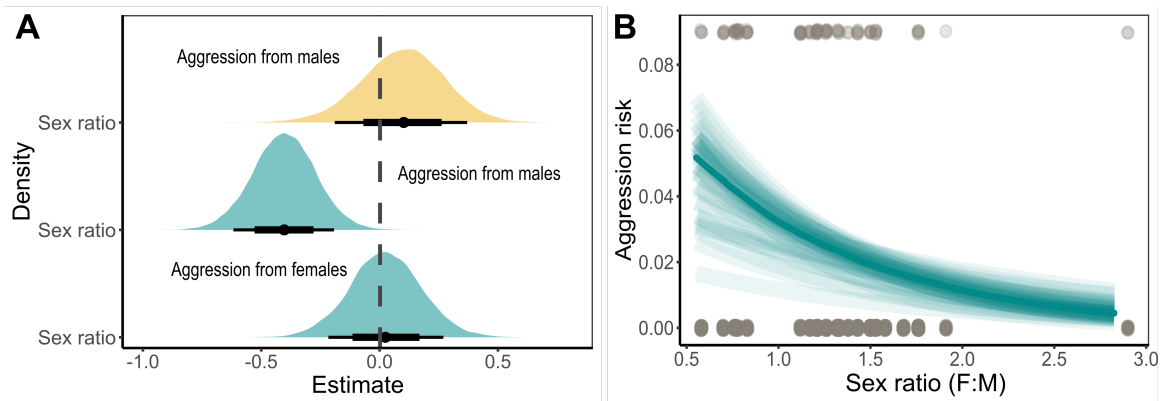 A
Aggression from males
Sex ratio
Aggression from males
Sex ratio
Aggression from females
Sex ratio
Density
-1.0
-0.5
0.0
0.5
Estimate
B
0.08
0.06
0.04
0.02
0.00
Aggression risk
0.5
1.0
1.5
2.0
2.5
3.0
Sex ratio (F:M)